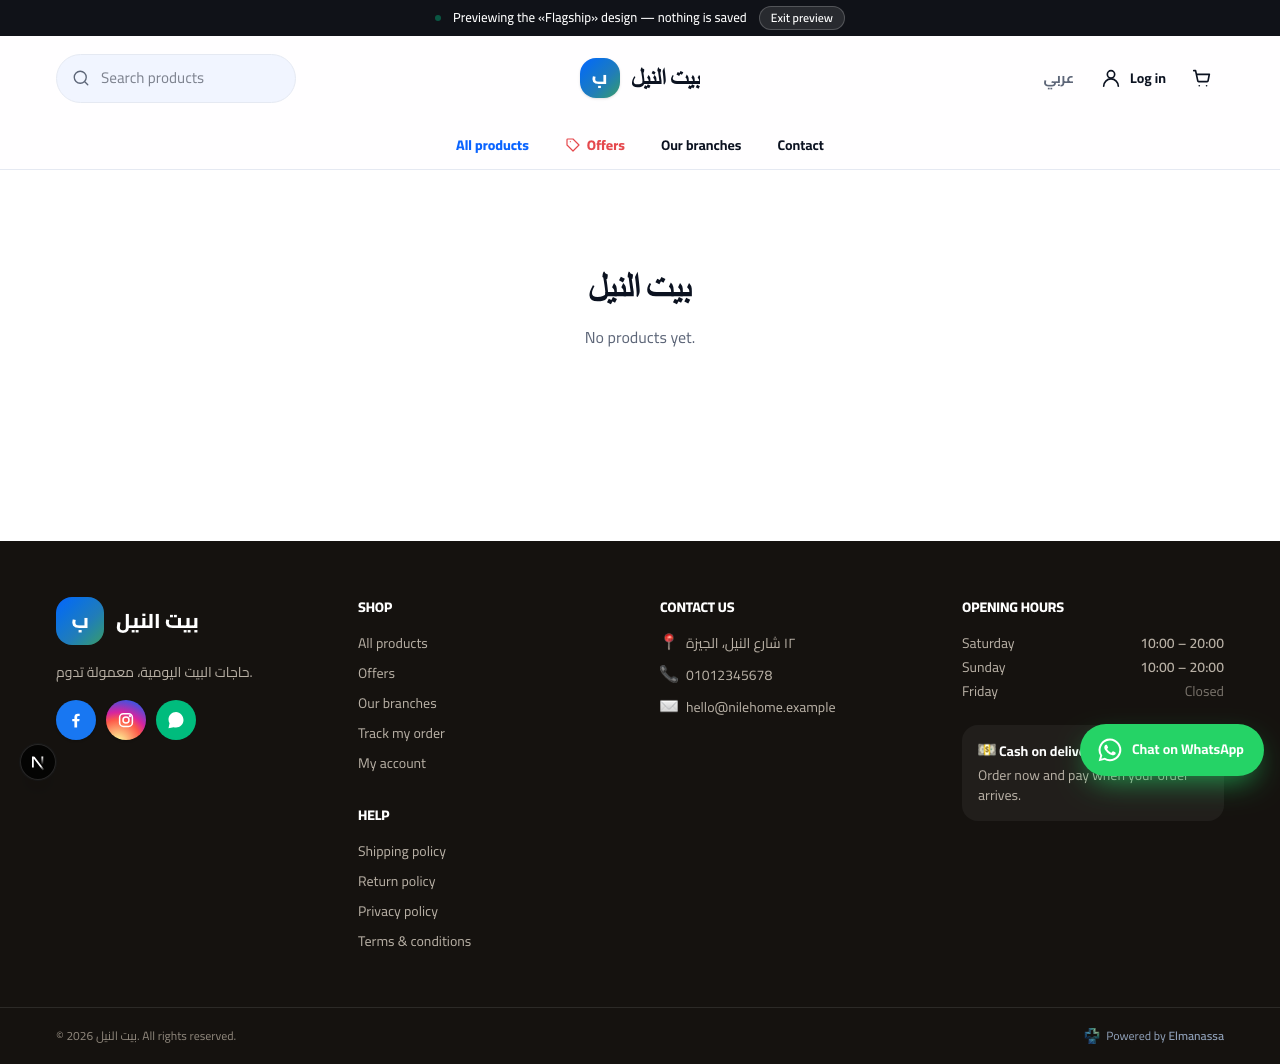 Previewing the «Flagship» design — nothing is saved
Exit preview
Search products
ب
بيت النيل
عربي
Log in
All products
Offers
Our branches
Contact
بيت النيل
No products yet.
ب
بيت النيل
حاجات البيت اليومية، معمولة تدوم.
SHOP
All products
Offers
Our branches
Track my order
My account
HELP
Shipping policy
Return policy
Privacy policy
Terms & conditions
CONTACT US
١٢ شارع النيل، الجيزة
01012345678
hello@nilehome.example
OPENING HOURS
Saturday 10:00 – 20:00
Sunday 10:00 – 20:00
Friday Closed
Cash on
Order now and pay when your order
arrives.
Chat on WhatsApp
N
© 2026 بيت النيل. All rights reserved.
Powered by Elmanassa